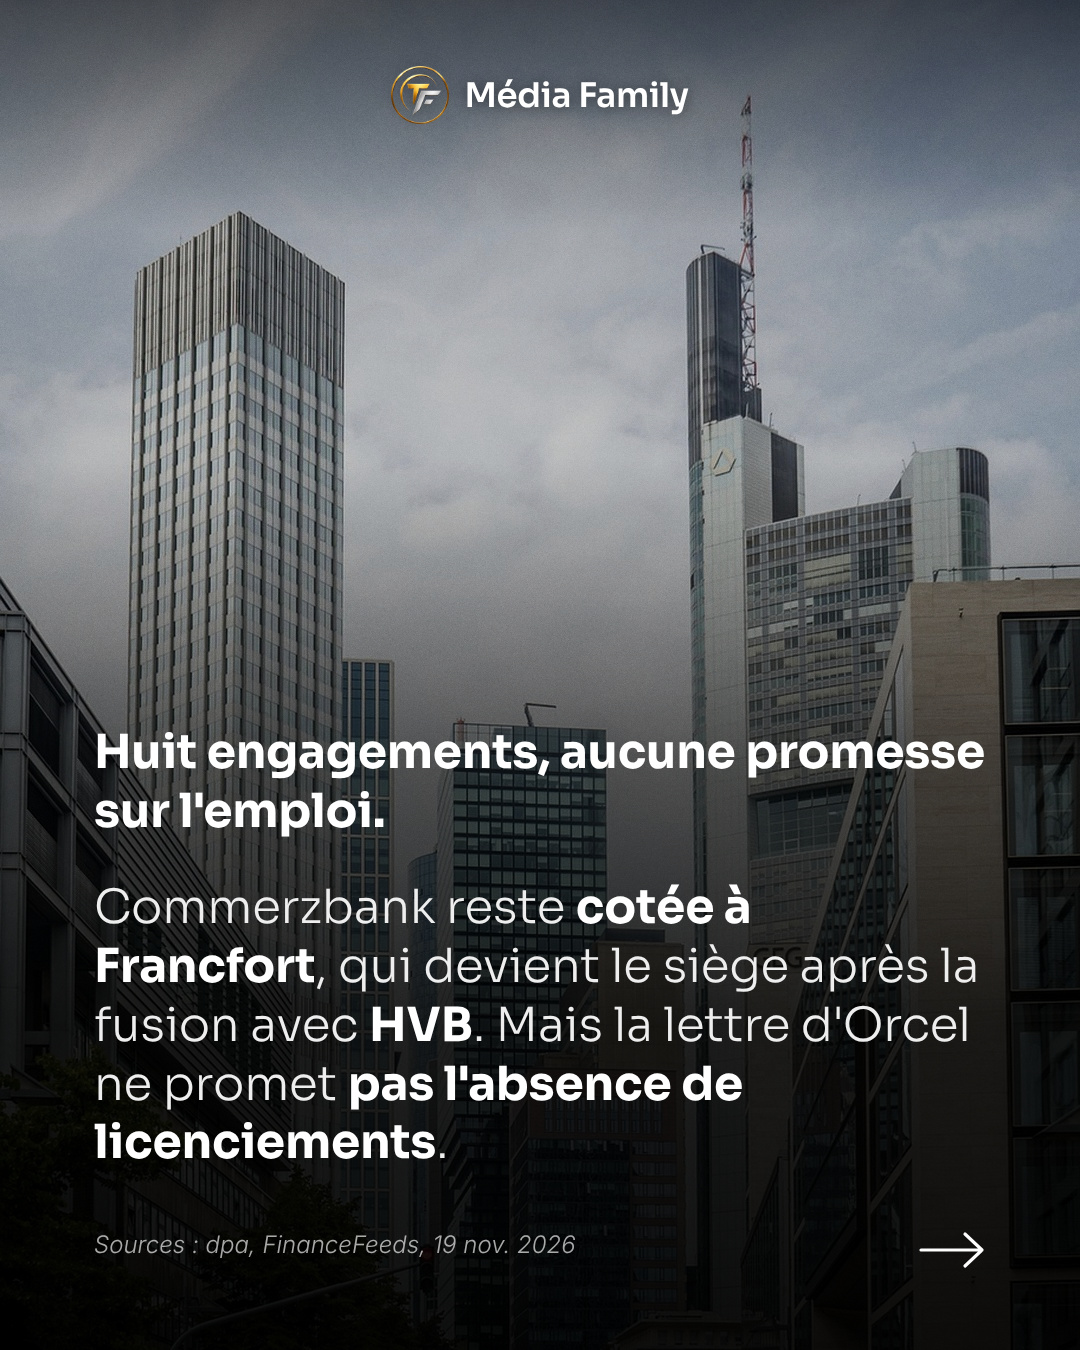 Média Family
Huit engagements, aucune promesse
sur l'emploi.
Commerzbank reste cotée à
Francfort, qui devient le siège après la
fusion avec HVB. Mais la lettre d'Orcel
ne promet pas l'absence de
licenciements.
Sources : dpa, FinanceFeeds, 19 nov. 2026